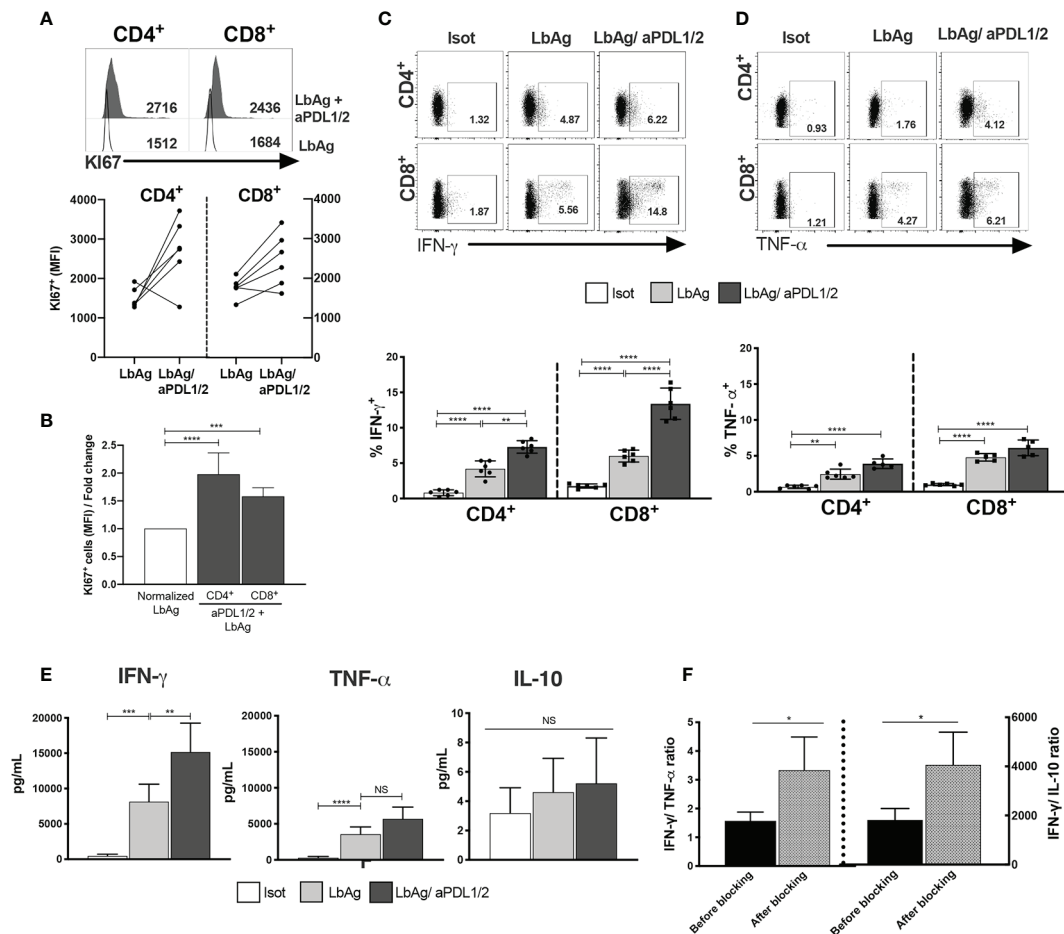 A
CD4+ CD8+
2716 2436 LbAg + aPDL1/2
1512 1684 LbAg
KI67
CD4+ CD8+
KI67+ (MFI)
4000 4000
3000 3000
2000 2000
1000 1000
0 0
LbAg LbAg/ aPDL1/2 LbAg LbAg/ aPDL1/2
B
KI67+ cells (MFI) / Fold change
*** 
****
2.5
2.0
1.5
1.0
0.5
0.0
Normalized LbAg
CD4+ CD8+
aPDL1/2 + LbAg
C
Isot LbAg LbAg/ aPDL1/2
CD4+
1.32 4.87 6.22
CD8+
1.87 5.56 14.8
IFN-γ
D
Isot LbAg LbAg/ aPDL1/2
CD4+
0.93 1.76 4.12
CD8+
1.21 4.27 6.21
TNF-α
Isot LbAg LbAg/ aPDL1/2
% IFN-γ+
20
15
10
5
0
****
**** **
****
**** ****
CD4+ CD8+
% TNF- α+
20
15
10
5
0
****
**
****
****
CD4+ CD8+
E
IFN-γ
pg/mL
20000
15000
10000
5000
0
*** **
TNF-α
pg/mL
20000
15000
10000
5000
0
**** NS
IL-10
pg/mL
10
8
6
4
2
0
NS
Isot LbAg LbAg/ aPDL1/2
F
IFN-γ/ TNF-α ratio
5
4
3
2
1
0
* *
6000
4000
2000
0
IFN-γ/ IL-10 ratio
Before blocking After blocking Before blocking After blocking